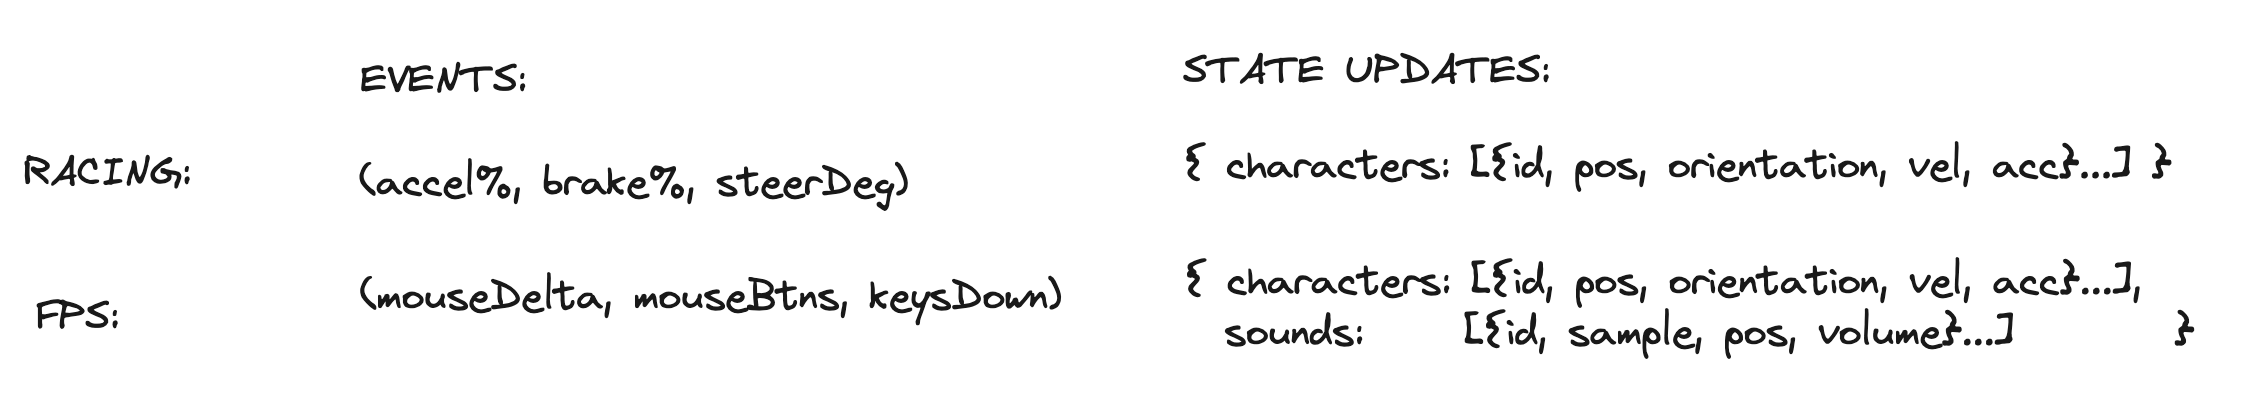 EVENTS:
STATE UPDATES:
RACING:
(accel%, brake%, steerDeg)
{ characters: [{id, pos, orientation, vel, acc}...] }
FPS:
(mouseDelta, mouseBtns, keysDown)
{ characters: [{id, pos, orientation, vel, acc}...],
sounds: [{id, sample, pos, volume}...] }